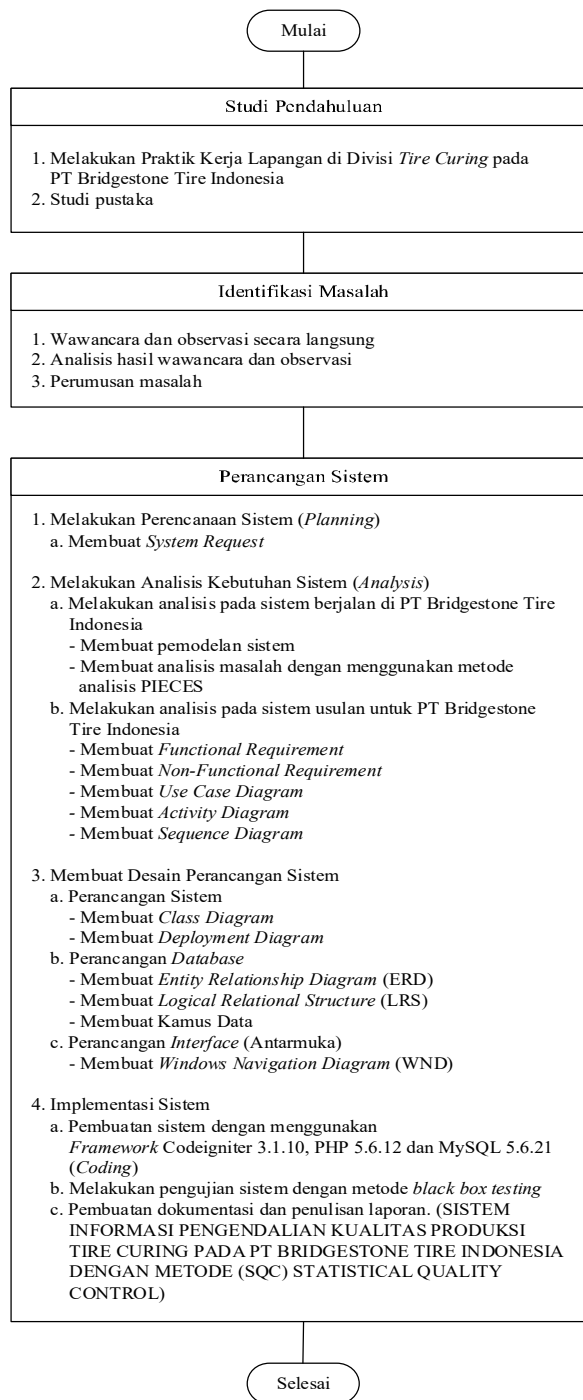 Mulai
Studi Pendahuluan
1. Melakukan Praktik Kerja Lapangan di Divisi Tire Curing pada
PT Bridgestone Tire Indonesia
2. Studi pustaka
Identifikasi Masalah
1. Wawancara dan observasi secara langsung
2. Analisis hasil wawancara dan observasi
3. Perumusan masalah
Perancangan Sistem
1. Melakukan Perencanaan Sistem (Planning)
a. Membuat System Request
2. Melakukan Analisis Kebutuhan Sistem (Analysis)
a. Melakukan analisis pada sistem berjalan di PT Bridgestone Tire
Indonesia
- Membuat pemodelan sistem
- Membuat analisis masalah dengan menggunakan metode
analisis PIECES
b. Melakukan analisis pada sistem usulan untuk PT Bridgestone
Tire Indonesia
- Membuat Functional Requirement
- Membuat Non-Functional Requirement
- Membuat Use Case Diagram
- Membuat Activity Diagram
- Membuat Sequence Diagram
3. Membuat Desain Perancangan Sistem
a. Perancangan Sistem
- Membuat Class Diagram
- Membuat Deployment Diagram
b. Perancangan Database
- Membuat Entity Relationship Diagram (ERD)
- Membuat Logical Relational Structure (LRS)
- Membuat Kamus Data
c. Perancangan Interface (Antarmuka)
- Membuat Windows Navigation Diagram (WND)
4. Implementasi Sistem
a. Pembuatan sistem dengan menggunakan
Framework Codeigniter 3.1.10, PHP 5.6.12 dan MySQL 5.6.21
(Coding)
b. Melakukan pengujian sistem dengan metode black box testing
c. Pembuatan dokumentasi dan penulisan laporan. (SISTEM
INFORMASI PENGENDALIAN KUALITAS PRODUKSI
TIRE CURING PADA PT BRIDGESTONE TIRE INDONESIA
DENGAN METODE (SQC) STATISTICAL QUALITY
CONTROL)
Selesai